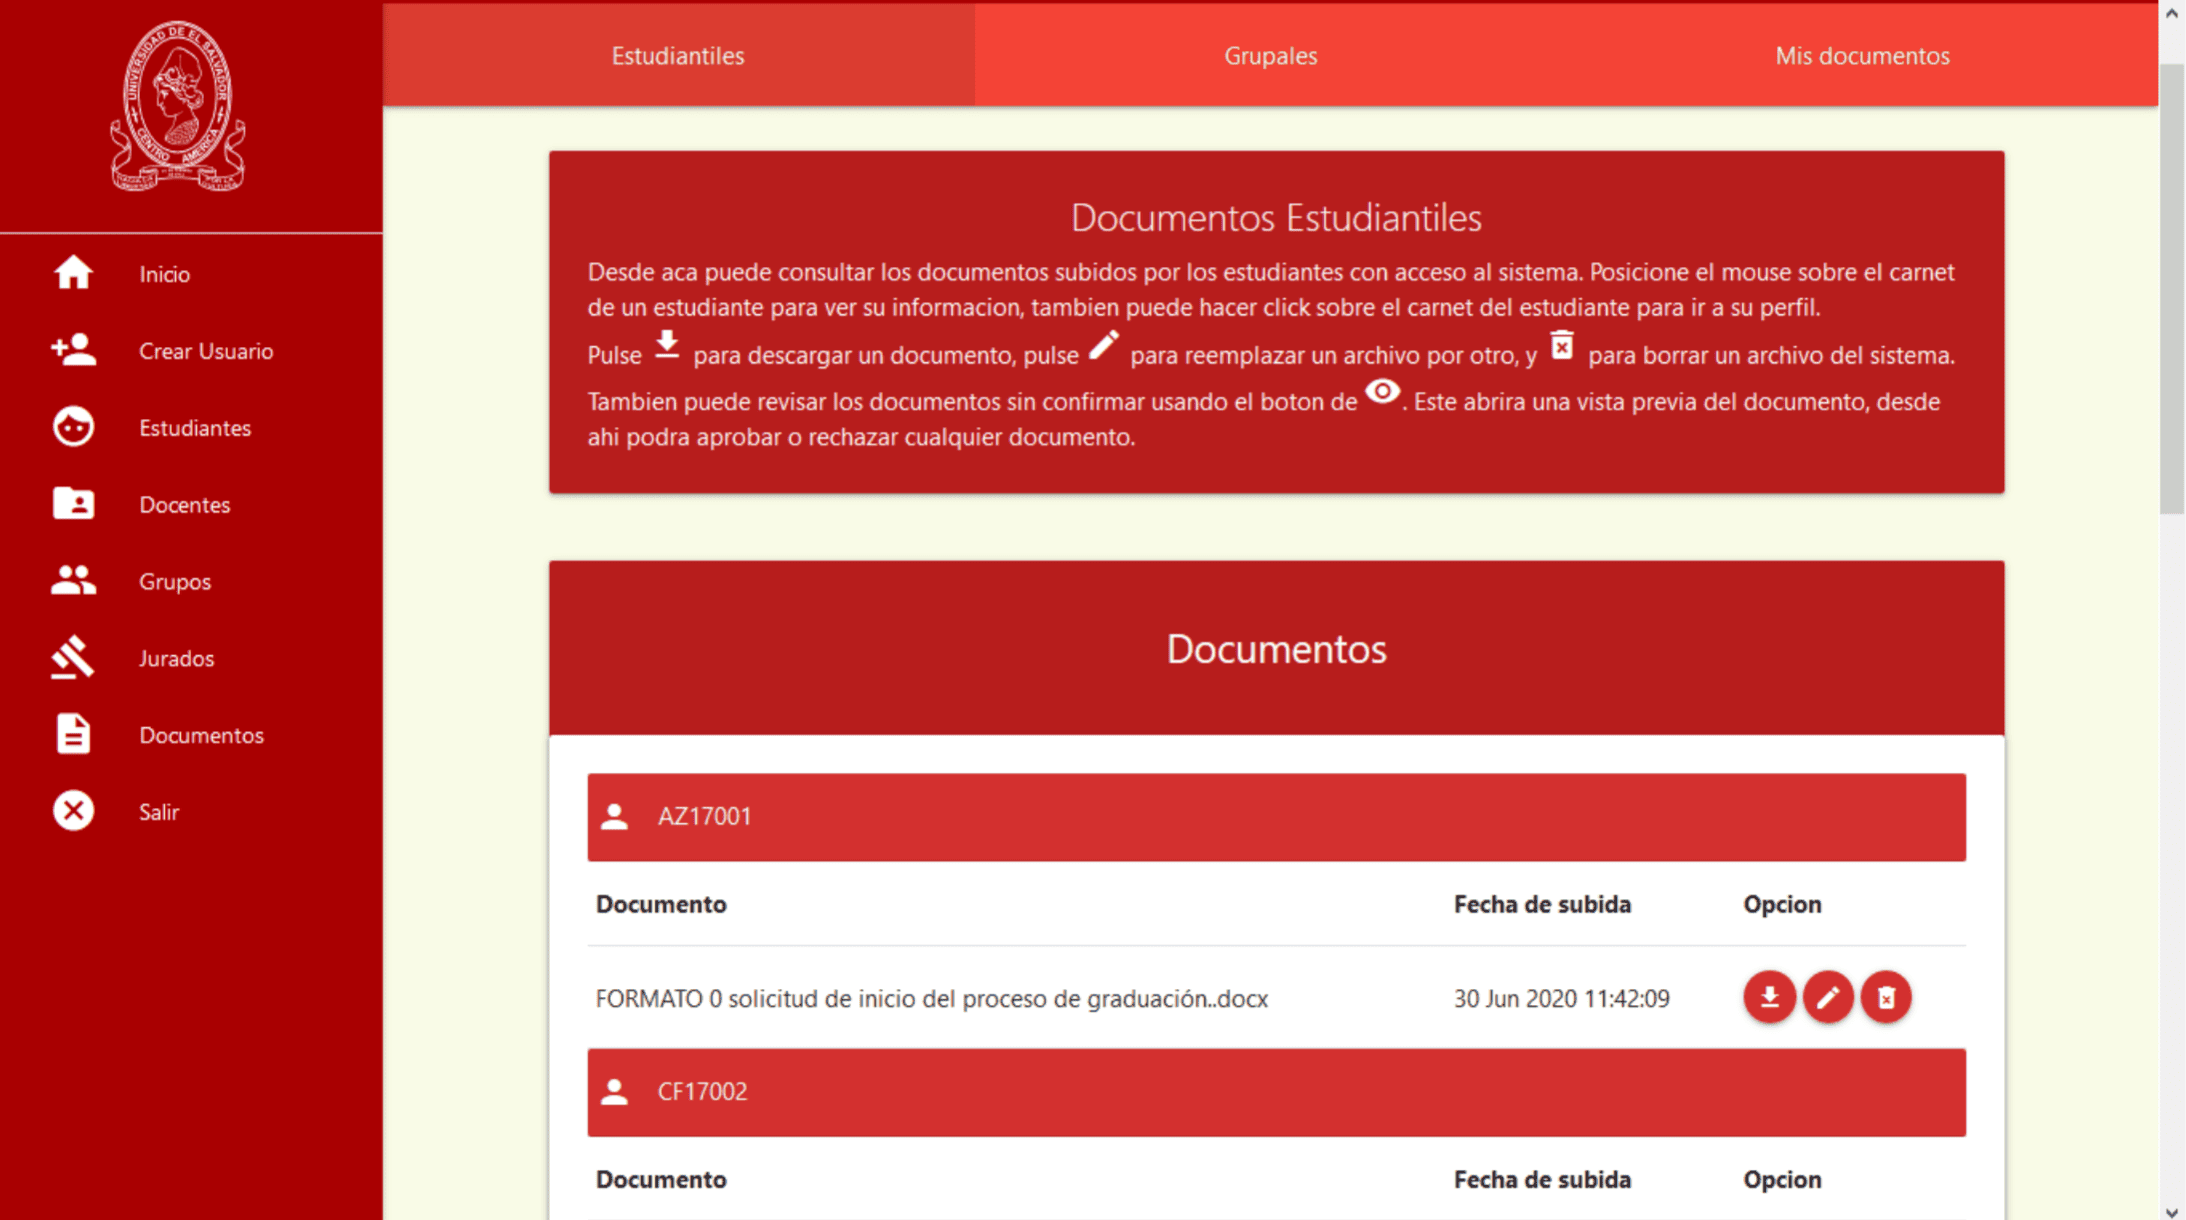 UNIVERSIDAD DE EL SALVADOR
CENTRO AMERICA
Inicio
Crear Usuario
Estudiantes
Docentes
Grupos
Jurados
Documentos
Salir
Estudiantiles
Grupales
Mis documentos
Documentos Estudiantiles
Desde aca puede consultar los documentos subidos por los estudiantes con acceso al sistema. Posicione el mouse sobre el carnet
de un estudiante para ver su informacion, tambien puede hacer click sobre el carnet del estudiante para ir a su perfil.
Pulse para descargar un documento, pulse para reemplazar un archivo por otro, y para borrar un archivo del sistema.
Tambien puede revisar los documentos sin confirmar usando el boton de . Este abrira una vista previa del documento, desde
ahi podra aprobar o rechazar cualquier documento.
Documentos
AZ17001
Documento Fecha de subida Opcion
FORMATO 0 solicitud de inicio del proceso de graduación..docx 30 Jun 2020 11:42:09
CF17002
Documento Fecha de subida Opcion